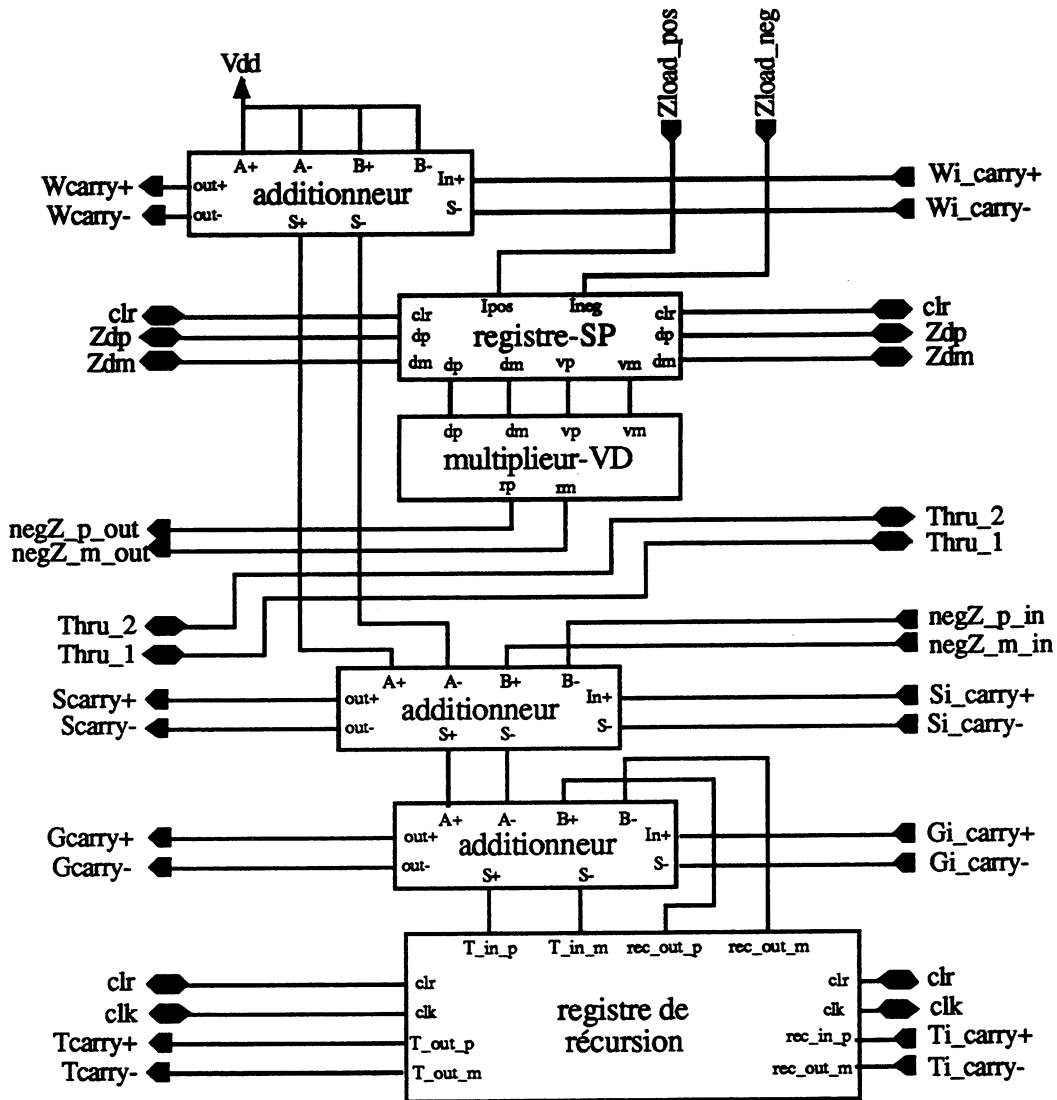 Zload_pos
Zload_neg
Vdd
A+ A- B+ B-
Wcarry+ out+ additionneur In+ Wi_carry+
Wcarry- out- S- Wi_carry-
S+ S-
Ipos Ineg
clr clr clr clr
Zdp dp registre-SP dp Zdp
Zdm dm dm Zdm
dp dm vp vm
dp dm vp vm
multiplieur-VD
rp rm
negZ_p_out Thru_2
negZ_m_out Thru_1
Thru_2 negZ_p_in
Thru_1 negZ_m_in
A+ A- B+ B-
Scarry+ out+ additionneur In+ Si_carry+
Scarry- out- S- Si_carry-
S+ S-
A+ A- B+ B-
Gcarry+ out+ additionneur In+ Gi_carry+
Gcarry- out- S- Gi_carry-
S+ S-
T_in_p T_in_m rec_out_p rec_out_m
clr clr clr clr
clk clk registre de clk clk
Tcarry+ T_out_p récursion rec_in_p Ti_carry+
Tcarry- T_out_m rec_out_m Ti_carry-